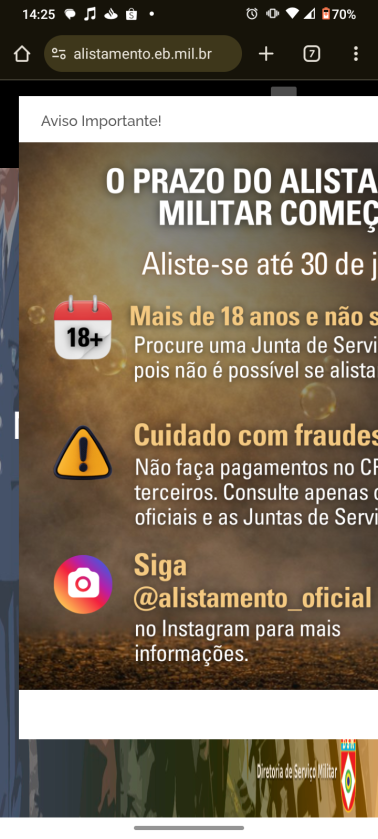 14:25
70%
alistamento.eb.mil.br
7
Aviso Importante!
O PRAZO DO ALISTA
MILITAR COMEÇ
Aliste-se até 30 de j
18+
Mais de 18 anos e não s
Procure uma Junta de Servi
pois não é possível se alista
Cuidado com fraudes
Não faça pagamentos no CP
terceiros. Consulte apenas c
oficiais e as Juntas de Servi
Siga
@alistamento_oficial
no Instagram para mais
informações.
Diretoria de Serviço Militar
DSM